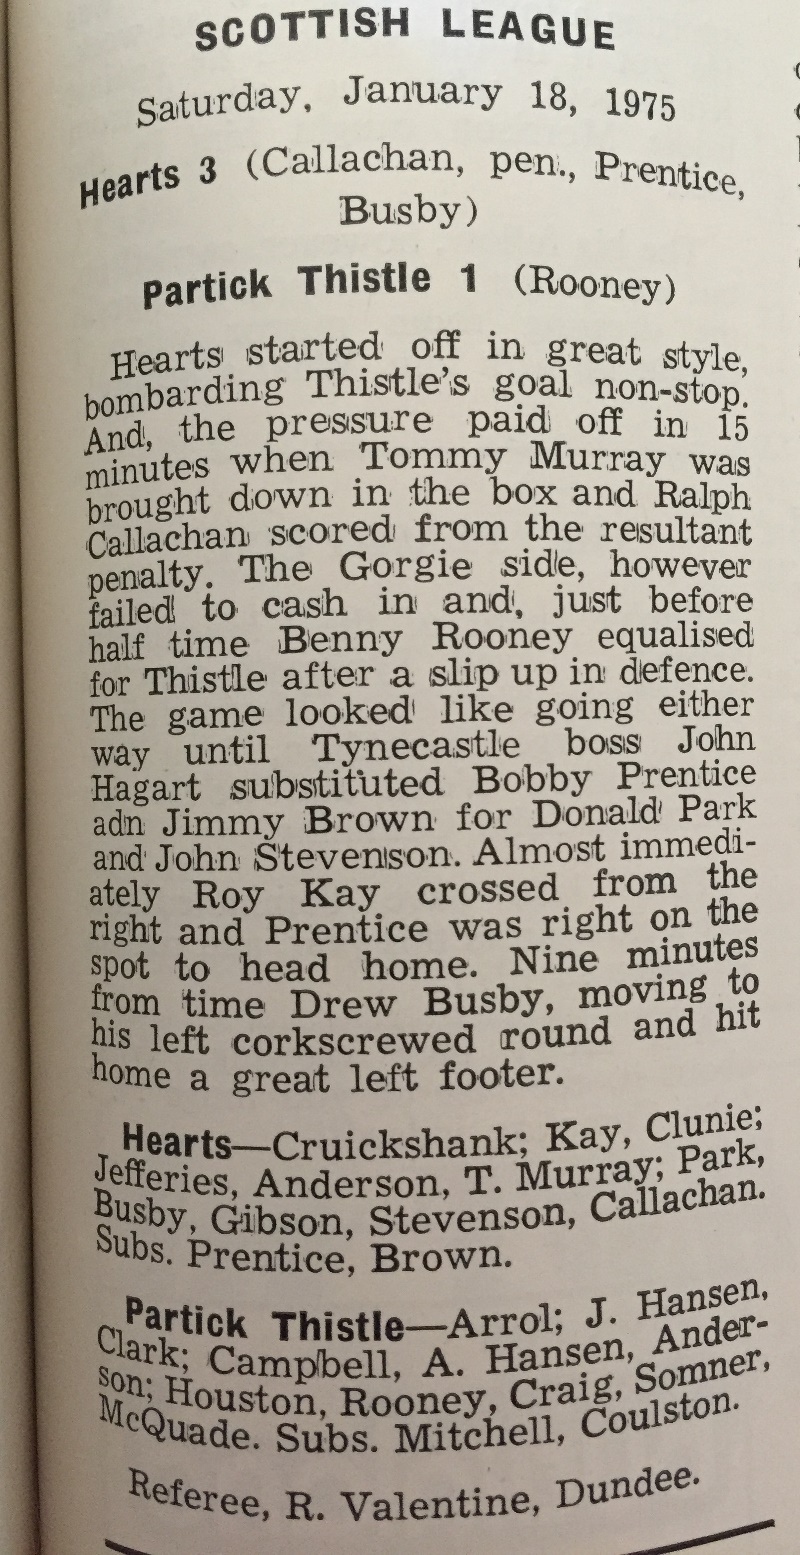 SCOTTISH LEAGUE
Saturday, January 18, 1975
Hearts 3 (Callachan, pen., Prentice,
Busby)
Partick Thistle 1 (Rooney)
Hearts started off in great style,
bombarding Thistle's goal non-stop.
And, the pressure paid off in 15
minutes when Tommy Murray was
brought down in the box and Ralph
Callachan scored from the resultant
penalty. The Gorgie side, however
failed to cash in and, just before
half time Benny Rooney equalised
for Thistle after a slip up in defence.
The game looked like going either
way until Tynecastle boss John
Hagart substituted Bobby Prentice
adn Jimmy Brown for Donald Park
and John Stevenson. Almost immedi-
ately Roy Kay crossed from the
right and Prentice was right on the
spot to head home. Nine minutes
from time Drew Busby, moving to
his left corkscrewed round and hit
home a great left footer.
Hearts—Cruickshank; Kay, Clunie;
Jefferies, Anderson, T. Murray; Park,
Busby, Gibson, Stevenson, Callachan.
Subs. Prentice, Brown.
Partick Thistle—Arrol; J. Hansen,
Clark; Campbell, A. Hansen, Ander-
son; Houston, Rooney, Craig, Somner,
McQuade. Subs. Mitchell, Coulston.
Referee, R. Valentine, Dundee.